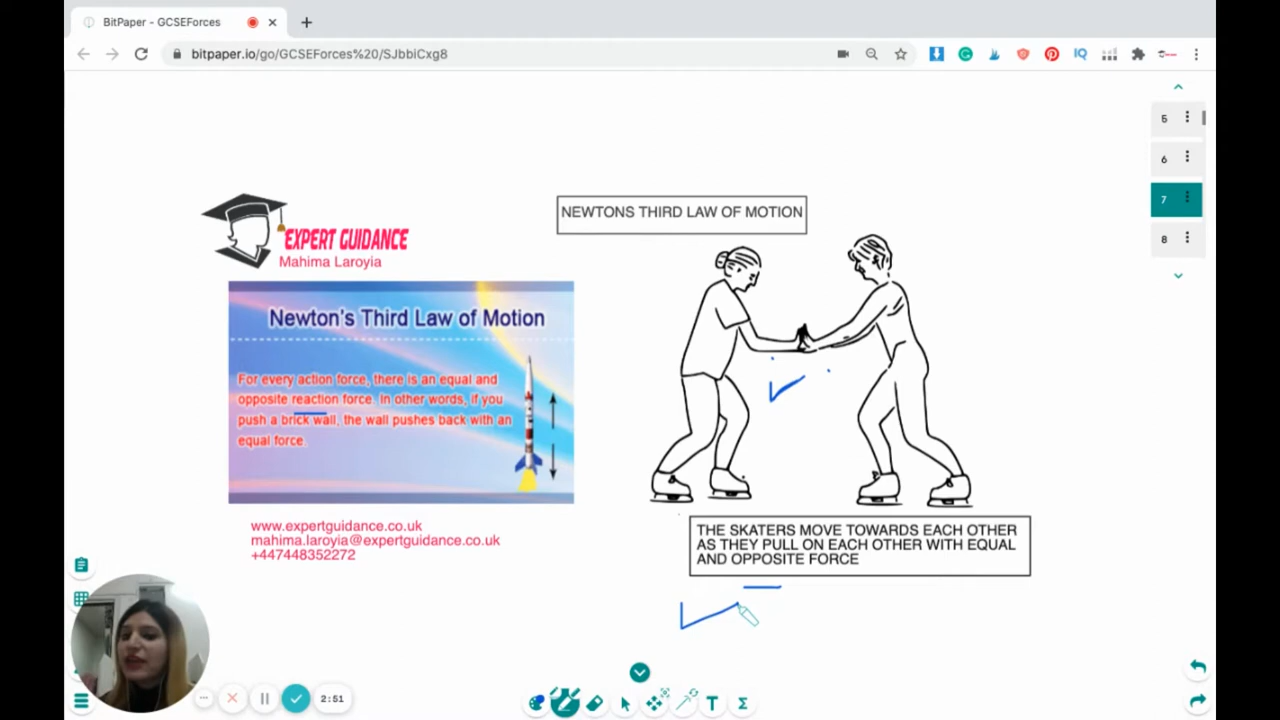 BitPaper - GCSEForces
bitpaper.io/go/GCSEForces%20/SJbbiCxg8
IQ
5
6
7
8
NEWTONS THIRD LAW OF MOTION
EXPERT GUIDANCE
Mahima Laroyia
Newton's Third Law of Motion
For every action force, there is an equal and
opposite reaction force. In other words, if you
push a brick wall, the wall pushes back with an
equal force.
www.expertguidance.co.uk
mahima.laroyia@expertguidance.co.uk
+447448352272
THE SKATERS MOVE TOWARDS EACH OTHER
AS THEY PULL ON EACH OTHER WITH EQUAL
AND OPPOSITE FORCE
2:51
T
Σ